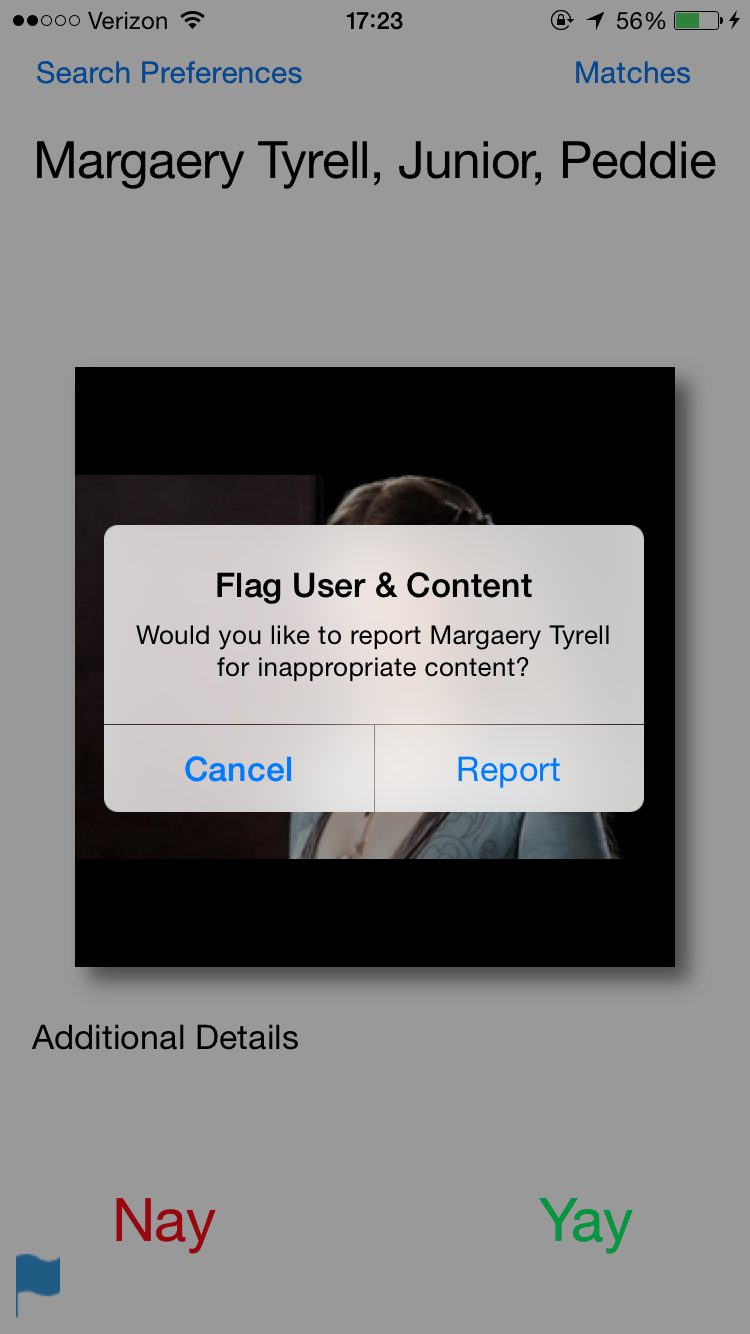 Verizon 17:23 56%
Search Preferences Matches
Margaery Tyrell, Junior, Peddie
Flag User & Content
Would you like to report Margaery Tyrell
for inappropriate content?
Cancel Report
Additional Details
Nay Yay